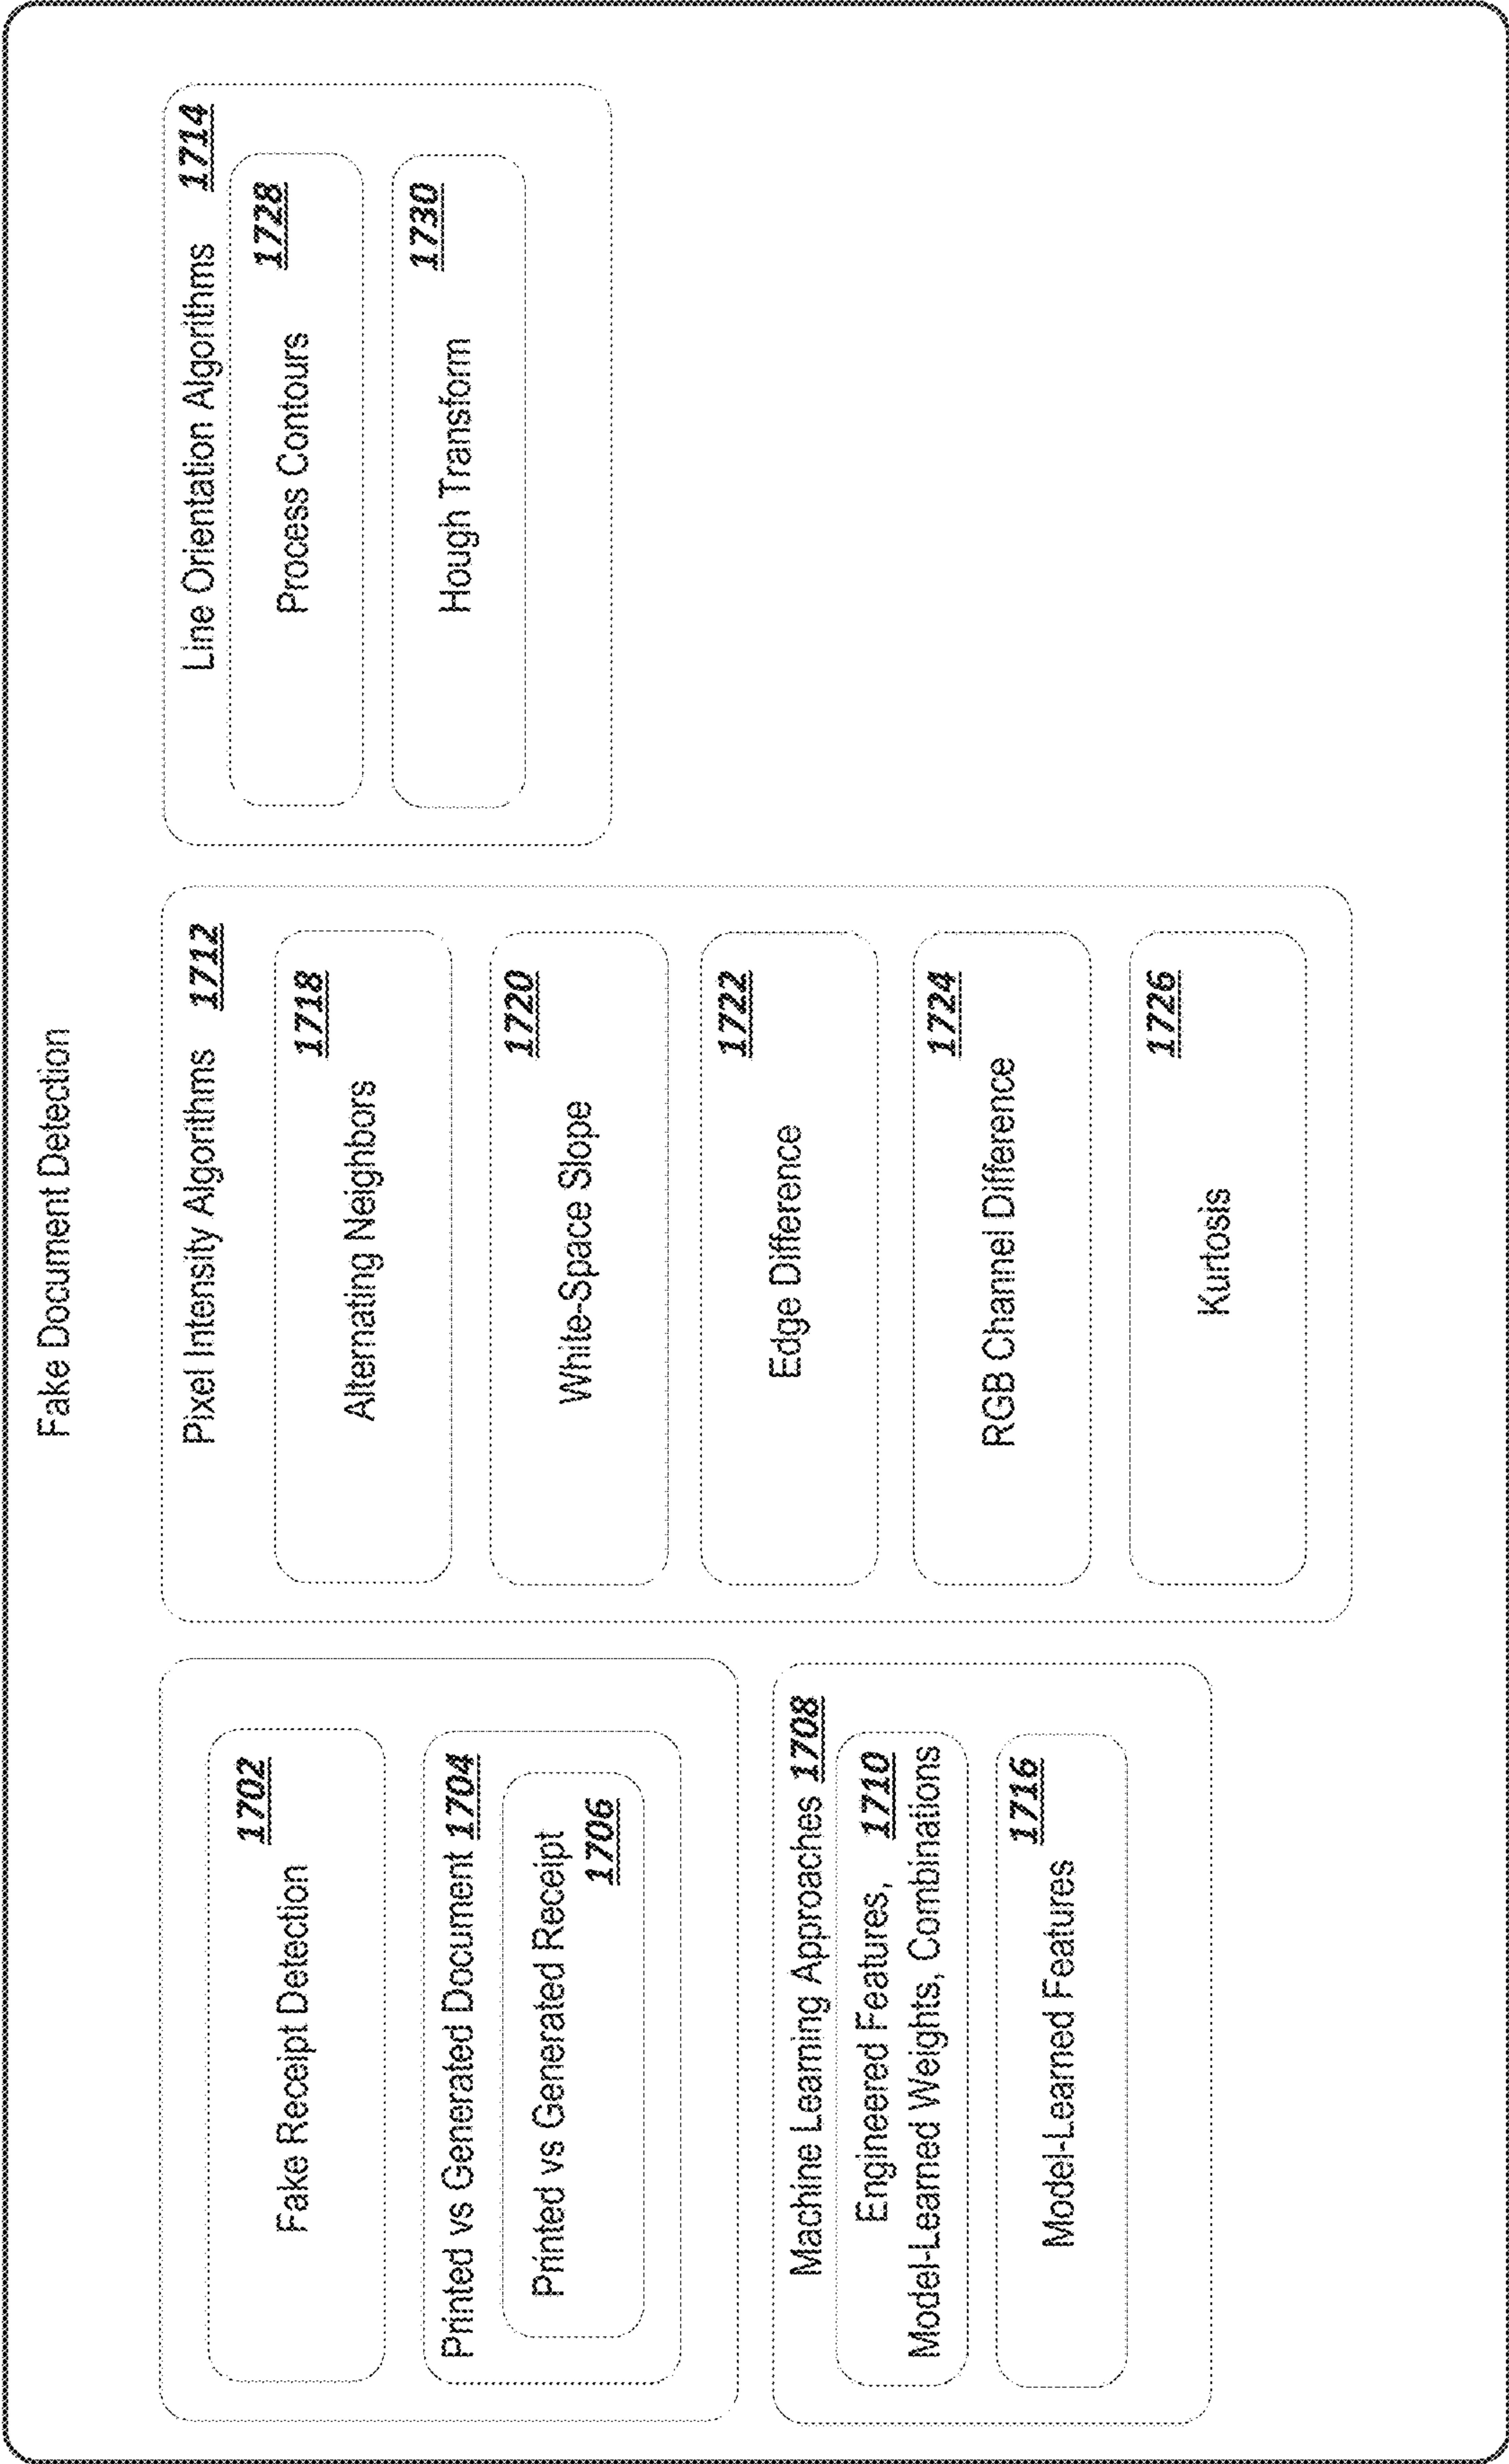 Fake Document Detection
Fake Receipt Detection
1702
Printed vs Generated Document 1704
Printed vs Generated Receipt
1706
Machine Learning Approaches 1708
Engineered Features, 1710
Model-Learned Weights, Combinations
Model-Learned Features
1716
Pixel Intensity Algorithms 1712
1718
Alternating Neighbors
1720
White-Space Slope
1722
Edge Difference
1724
RGB Channel Difference
1726
Kurtosis
Line Orientation Algorithms 1714
1728
Process Contours
1730
Hough Transform